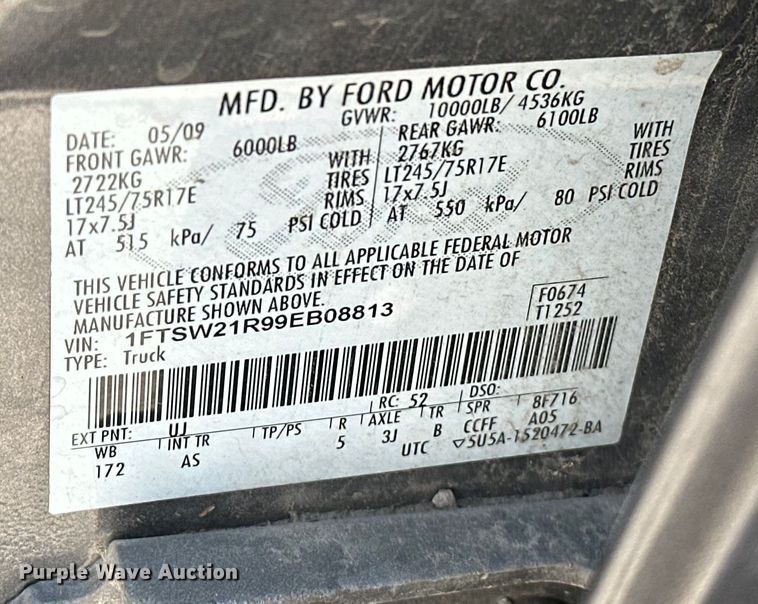 MFD. BY FORD MOTOR CO.
DATE: 05/09 GVWR: 10000LB/ 4536KG
FRONT GAWR: 6000LB REAR GAWR: 6100LB
2722KG WITH 2767KG WITH
LT245/75R17E TIRES LT245/75R17E TIRES
17x7.5J RIMS 17x7.5J RIMS
AT 515 kPa/ 75 PSI COLD AT 550 kPa/ 80 PSI COLD
THIS VEHICLE CONFORMS TO ALL APPLICABLE FEDERAL MOTOR
VEHICLE SAFETY STANDARDS IN EFFECT ON THE DATE OF
MANUFACTURE SHOWN ABOVE.
VIN: 1FTSW21R99EB08813 F0674
TYPE: Truck T1252
EXT PNT: UJ RC: 52 DSO:
WB INT TR TP/PS R AXLE TR SPR 8F716
172 AS 5 3J B CCFF A05
UTC ▽5U5A-1520472-BA
Purple Wave Auction